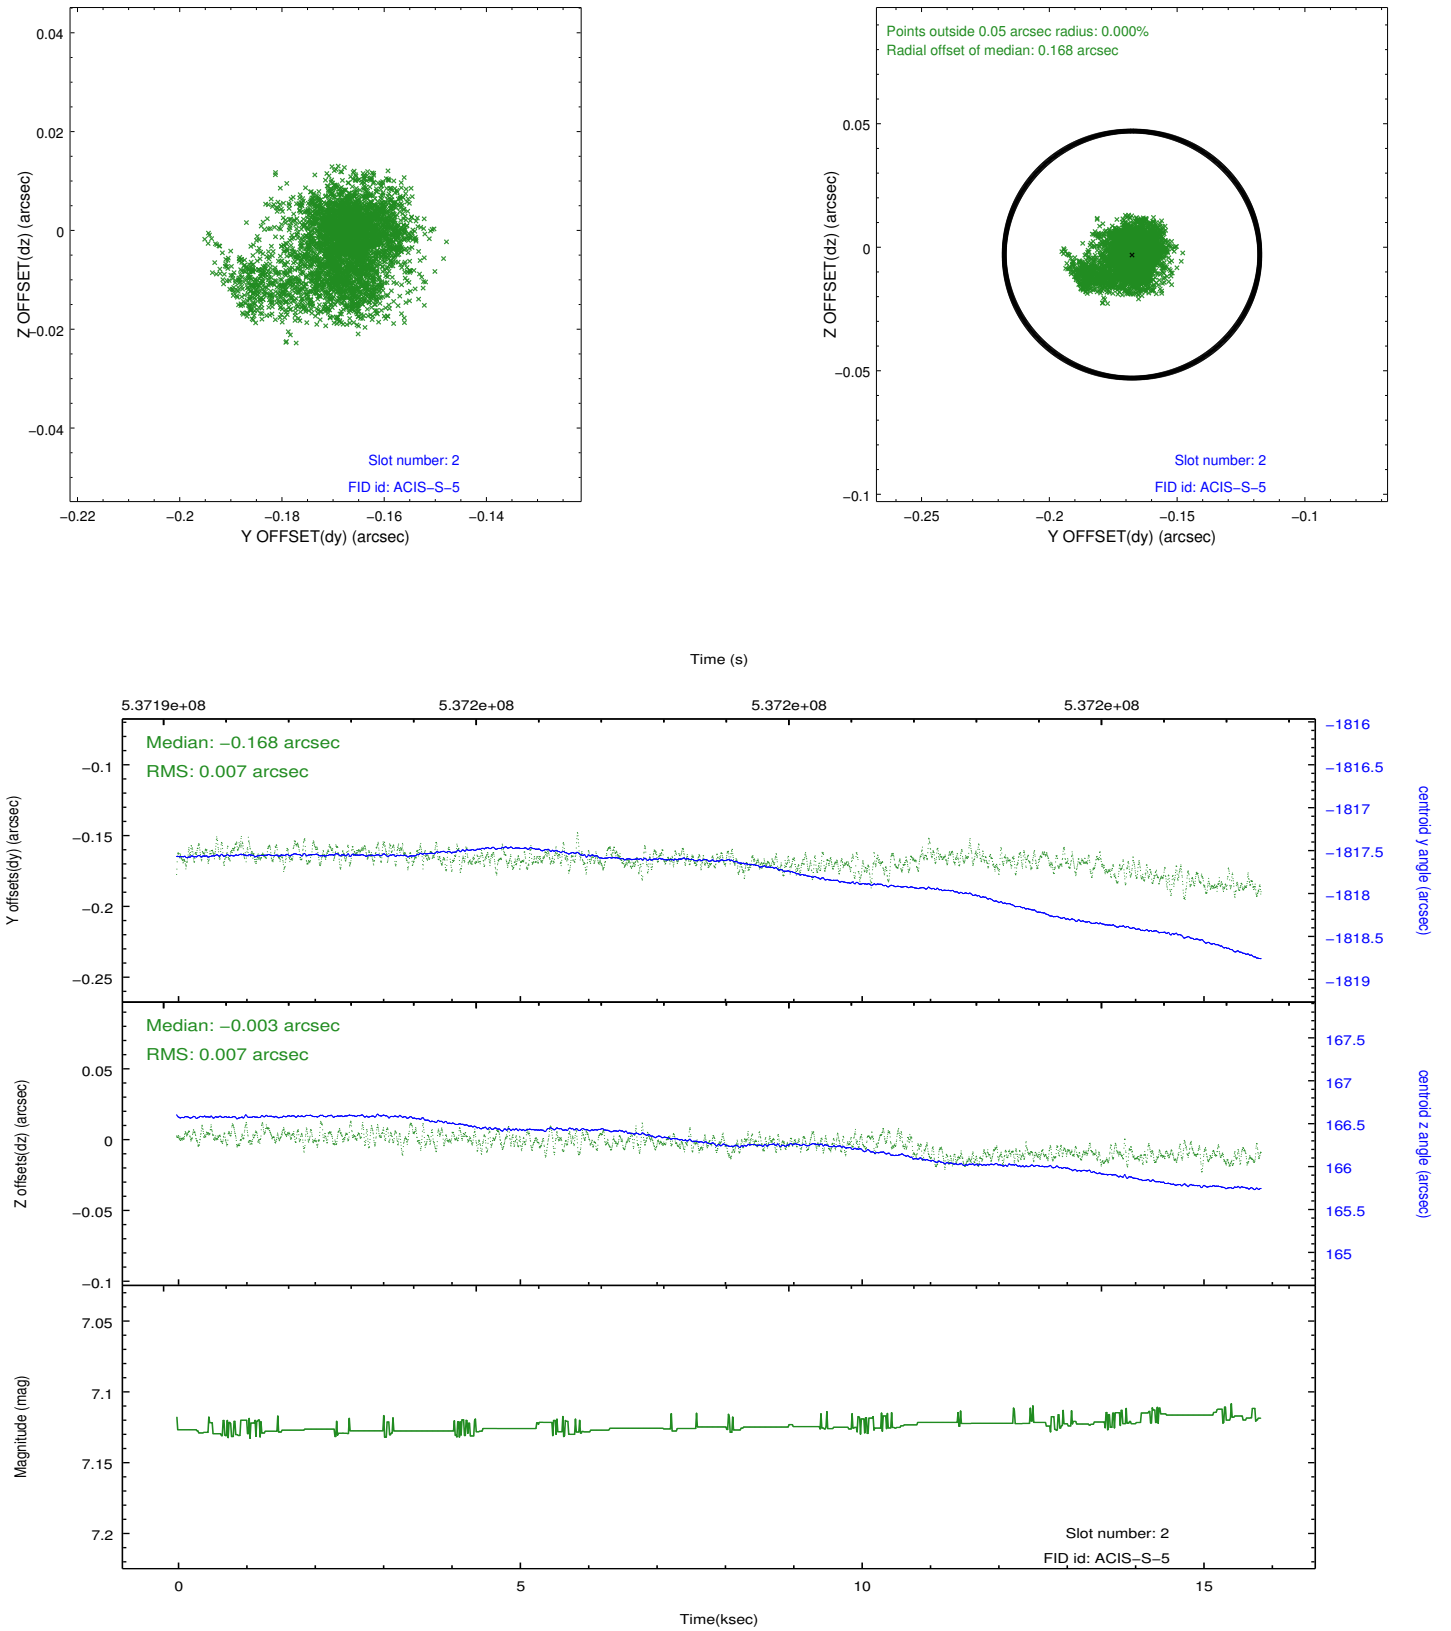 0.04
0.02
0
−0.02
−0.04
Z OFFSET(dz) (arcsec)
Slot number: 2
FID id: ACIS−S−5
−0.22
−0.2
−0.18
−0.16
−0.14
Y OFFSET(dy) (arcsec)
Points outside 0.05 arcsec radius: 0.000%
Radial offset of median: 0.168 arcsec
0.05
0
−0.05
−0.1
Z OFFSET(dz) (arcsec)
Slot number: 2
FID id: ACIS−S−5
−0.25
−0.2
−0.15
−0.1
Y OFFSET(dy) (arcsec)
Time (s)
5.3719e+08
5.372e+08
5.372e+08
5.372e+08
Median: −0.168 arcsec
RMS: 0.007 arcsec
−0.1
−0.15
−0.2
−0.25
Y offsets(dy) (arcsec)
−1816
−1816.5
−1817
−1817.5
−1818
−1818.5
−1819
centroid y angle (arcsec)
Median: −0.003 arcsec
RMS: 0.007 arcsec
0.05
0
−0.05
−0.1
Z offsets(dz) (arcsec)
167.5
167
166.5
166
165.5
165
centroid z angle (arcsec)
7.05
7.1
7.15
7.2
Magnitude (mag)
Slot number: 2
FID id: ACIS−S−5
0
5
10
15
Time(ksec)